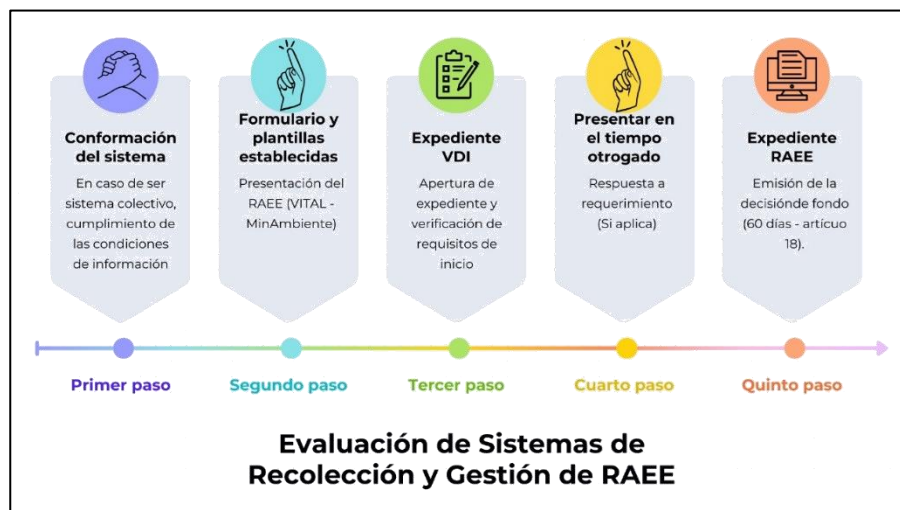 Conformación
del sistema
En caso de ser
sistema colectivo,
cumplimiento de
las condiciones
de información
Formulario y
plantillas
establecidas
Presentación del
RAEE (VITAL -
MinAmbiente)
Expediente
VDI
Apertura de
expediente y
verificación de
requisitos de
inicio
Presentar en
el tiempo
otrogado
Respuesta a
requerimiento
(Si aplica)
Expediente
RAEE
Emisión de la
decisiónde fondo
(60 días - artícuo
18).
Primer paso
Segundo paso
Tercer paso
Cuarto paso
Quinto paso
Evaluación de Sistemas de
Recolección y Gestión de RAEE